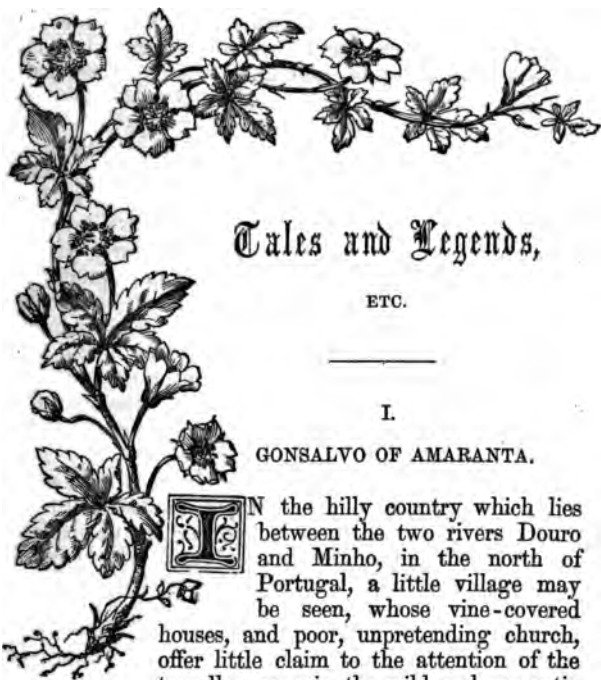 Tales and Legends,
ETC.
I.
GONSALVO OF AMARANTA.
IN the hilly country which lies
between the two rivers Douro
and Minho, in the north of
Portugal, a little village may
be seen, whose vine-covered
houses, and poor, unpretending church,
offer little claim to the attention of the